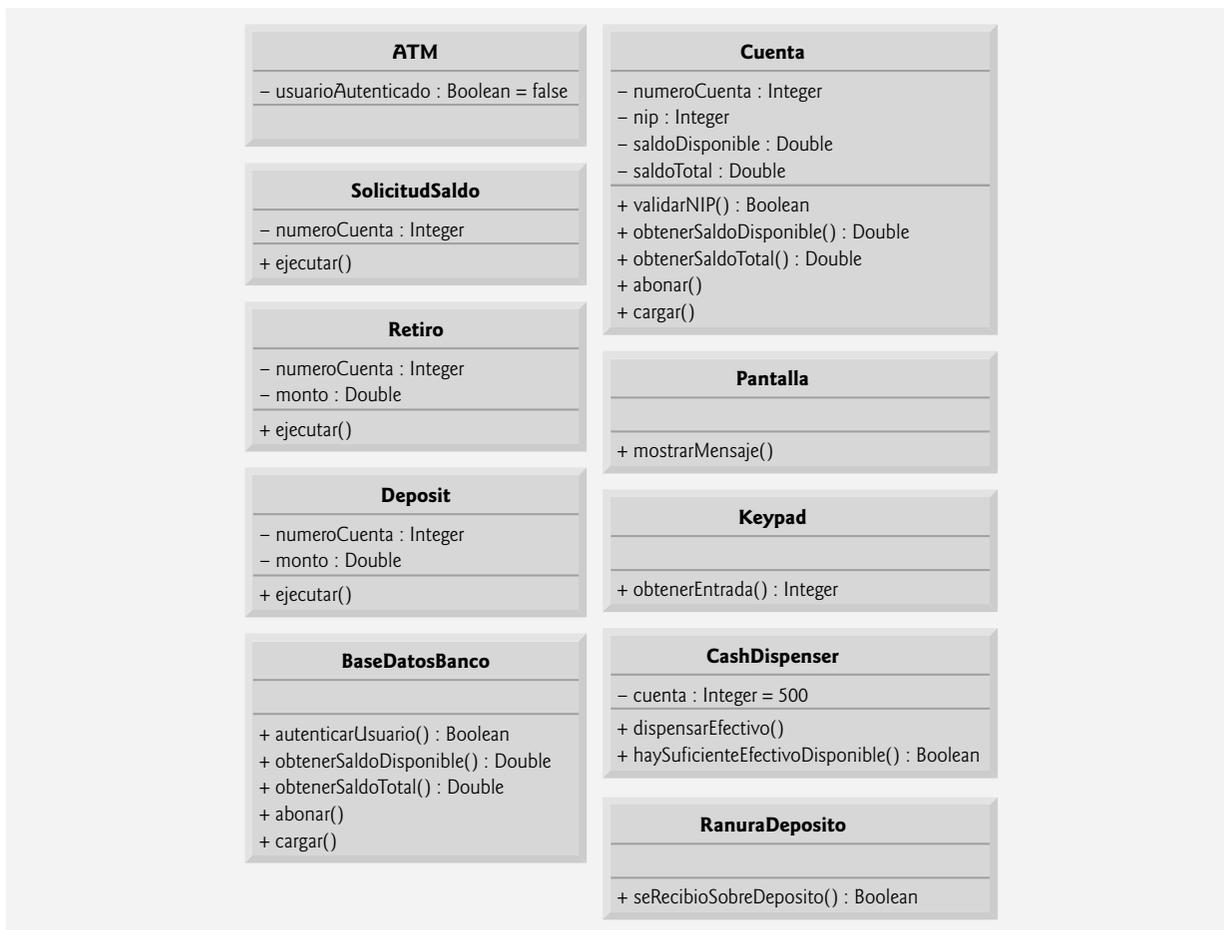 ATM
– usuarioAutenticado : Boolean = false
SolicitudSaldo
– numeroCuenta : Integer
+ ejecutar()
Retiro
– numeroCuenta : Integer
– monto : Double
+ ejecutar()
Deposit
– numeroCuenta : Integer
– monto : Double
+ ejecutar()
BaseDatosBanco
+ autenticarUsuario() : Boolean
+ obtenerSaldoDisponible() : Double
+ obtenerSaldoTotal() : Double
+ abonar()
+ cargar()
Cuenta
– numeroCuenta : Integer
– nip : Integer
– saldoDisponible : Double
– saldoTotal : Double
+ validarNIP() : Boolean
+ obtenerSaldoDisponible() : Double
+ obtenerSaldoTotal() : Double
+ abonar()
+ cargar()
Pantalla
+ mostrarMensaje()
Keypad
+ obtenerEntrada() : Integer
CashDispenser
– cuenta : Integer = 500
+ dispensarEfectivo()
+ haySuficienteEfectivoDisponible() : Boolean
RanuraDeposito
+ seRecibioSobreDeposito() : Boolean